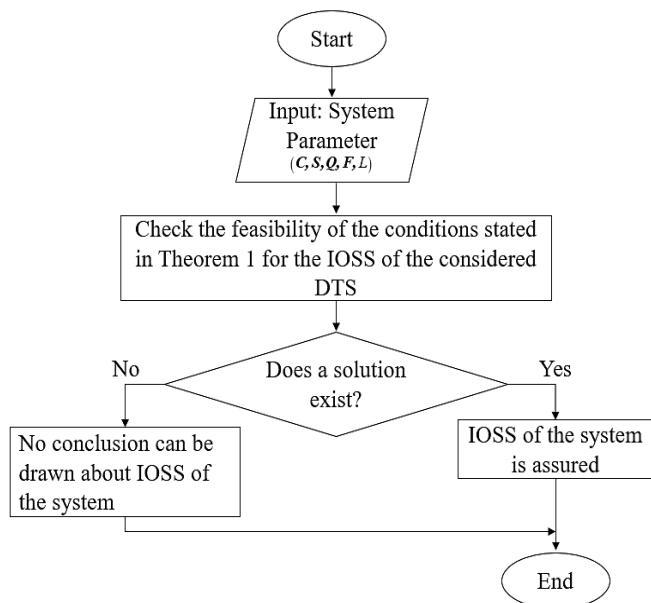 Start
Input: System
Parameter
(C,S,Q,F,L)
Check the feasibility of the conditions stated
in Theorem 1 for the IOSS of the considered
DTS
No
Does a solution
exist?
Yes
No conclusion can be
drawn about IOSS of
the system
IOSS of the system
is assured
End